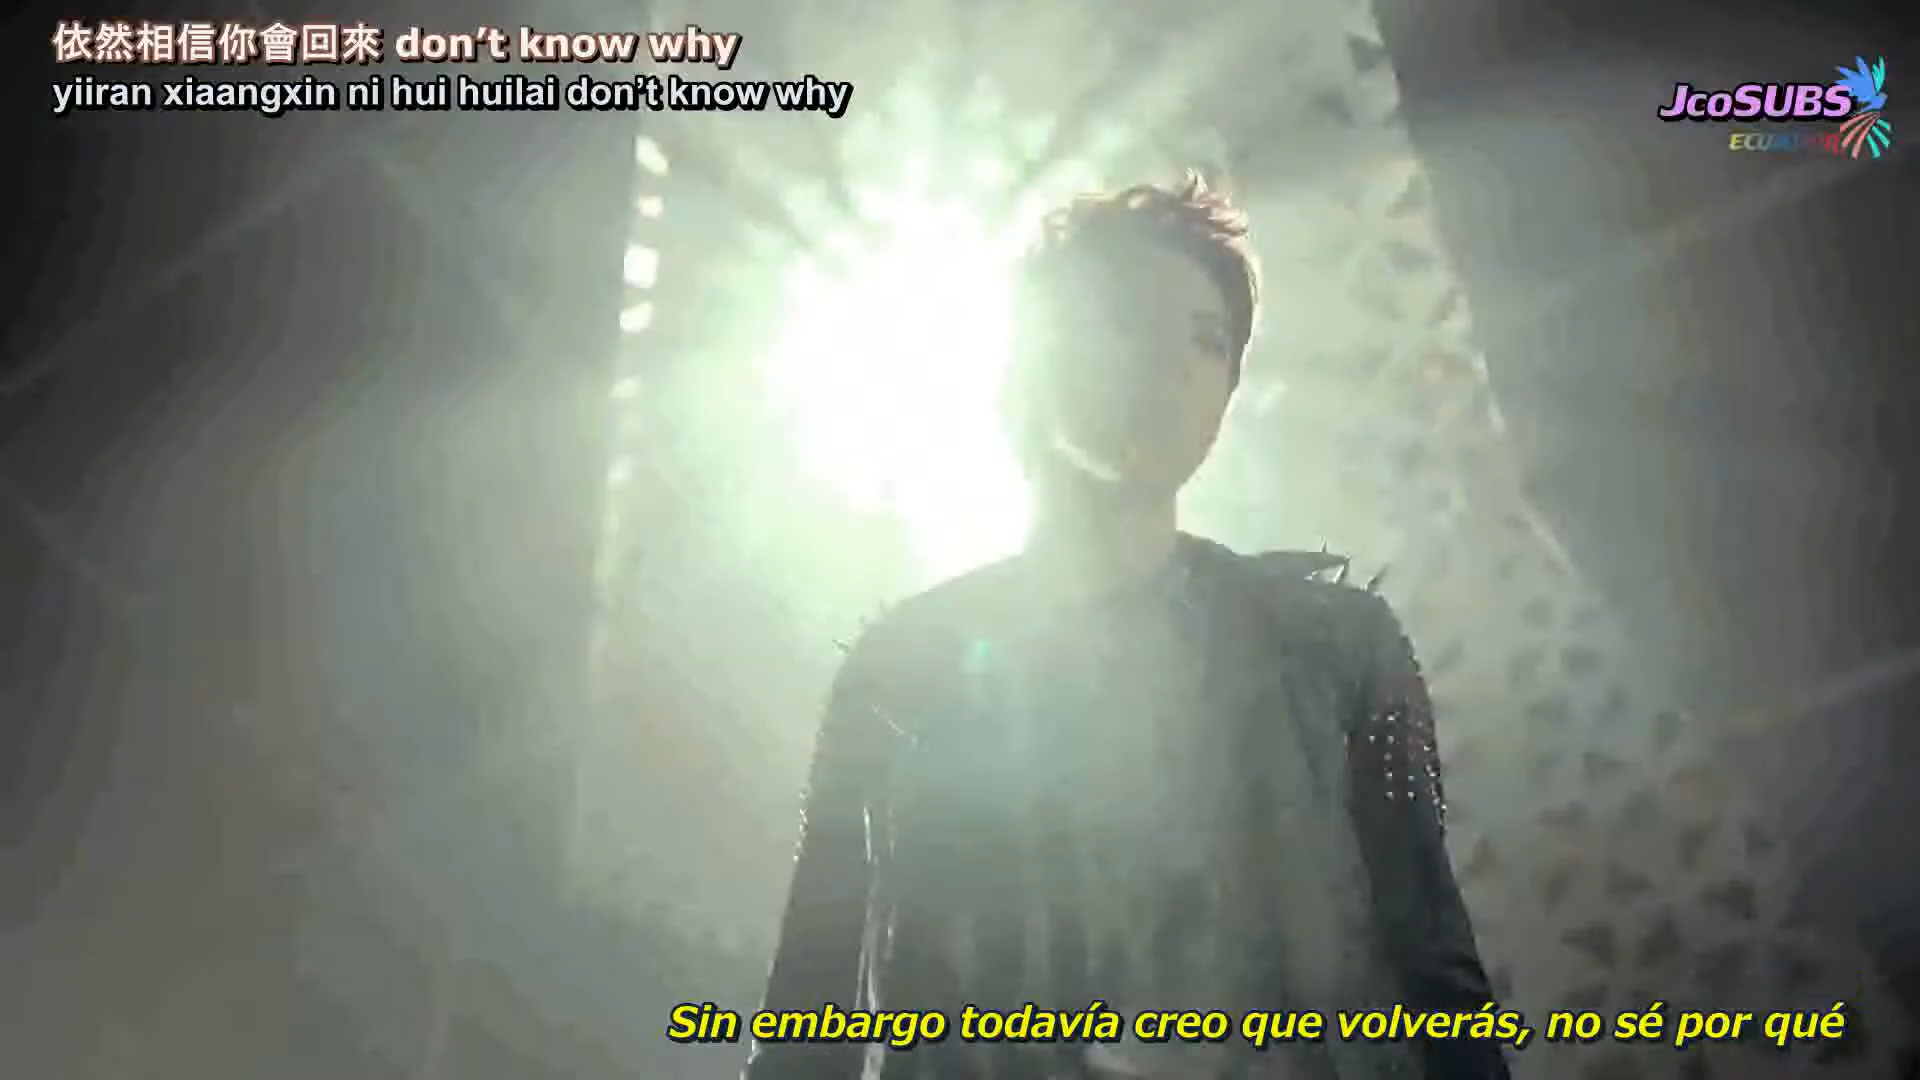 依然相信你會回來 don't know why
yiiran xiaangxin ni hui huilai don't know why
JcoSUBS
ECUADOR
Sin embargo todavía creo que volverás, no sé por qué